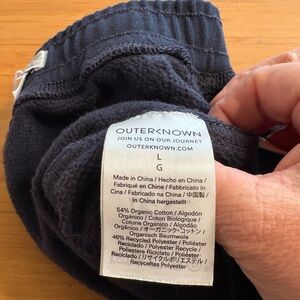 OUTERKNOWN
JOIN US ON OUR JOURNEY
OUTERKNOWN.COM
L
G
Made in China / Hecho en China /
Fabriqué en Chine / Fabbricato in
Cina / Fabricado na China / 中国製 /
In China hergestellt
54% Organic Cotton / Algodón
Orgánico / Coton Biologique /
Cotone Organico / Algodão
Orgânico / オーガニック・コットン /
Organisch Baumwolle
46% Recycled Polyester / Poliéster
Reciclado / Polyester Recyclé /
Poliestere Riciclato / Poliéster
Reciclado / リサイクルポリエステル /
Recyceltes Polyester